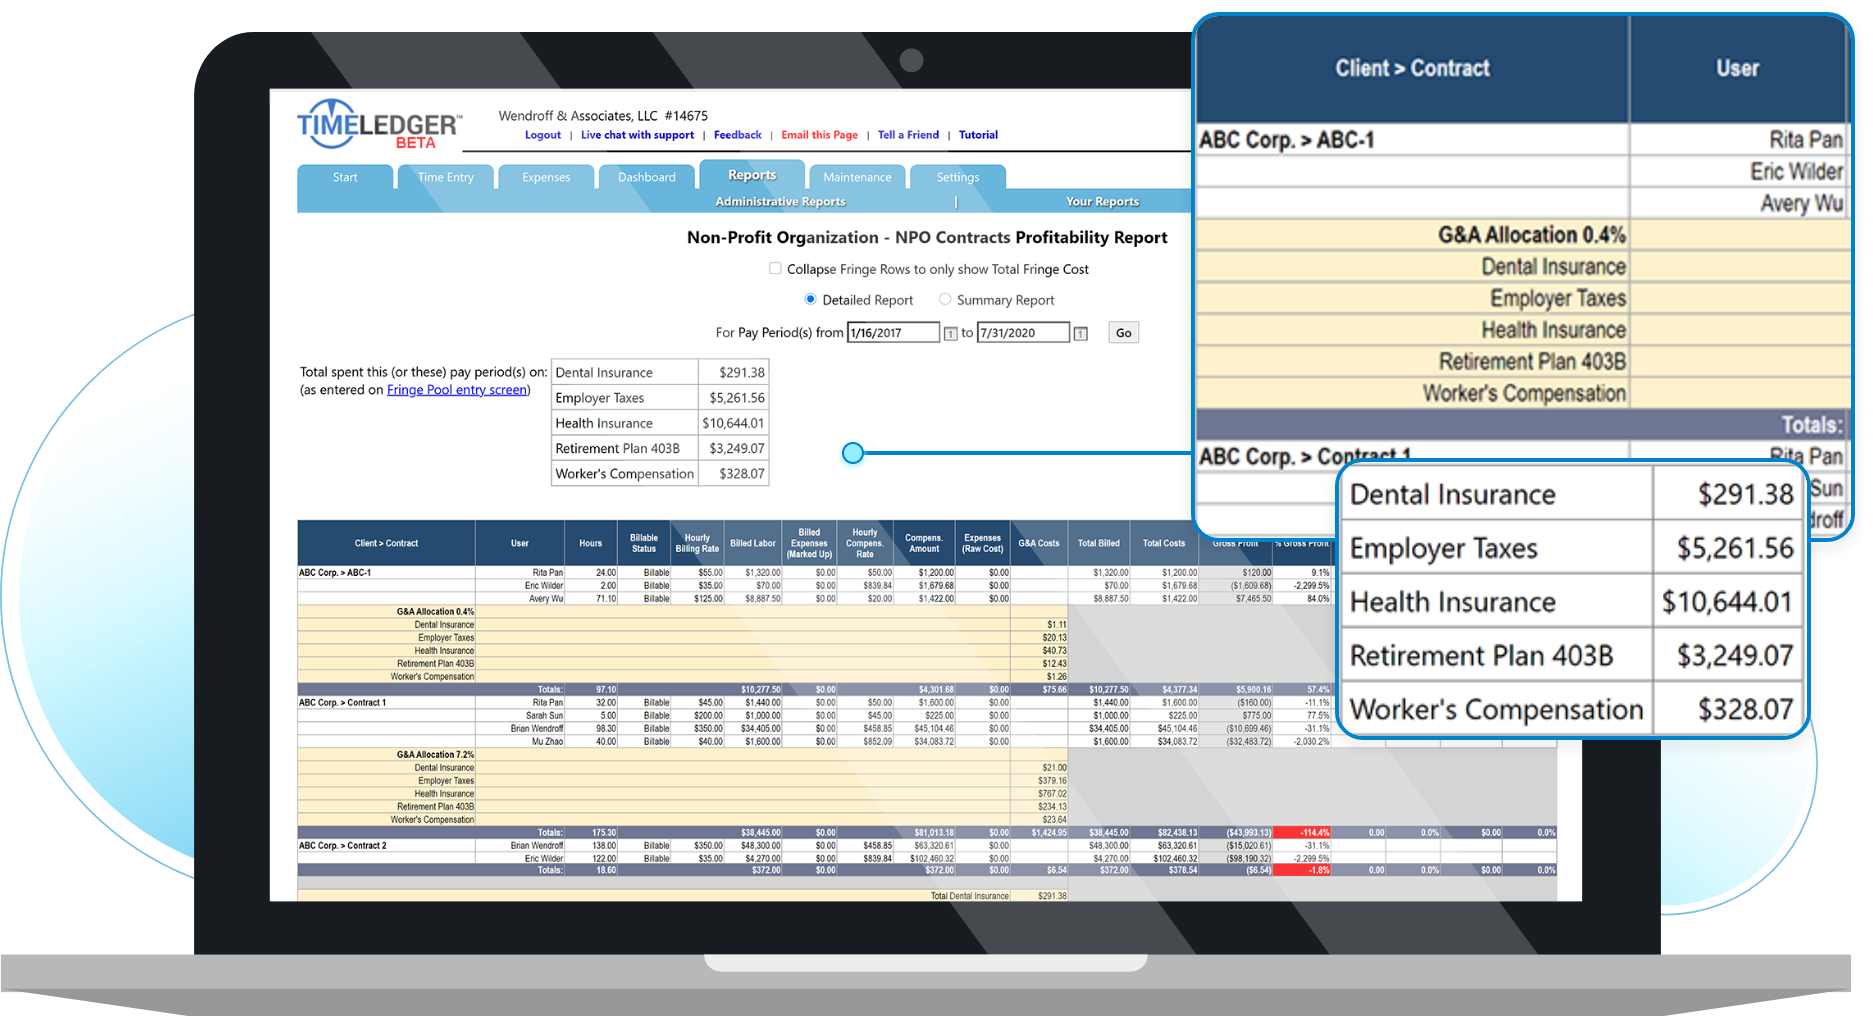 TIMELEDGER™
BETA
Wendroff & Associates, LLC #14675
Logout | Live chat with support | Feedback | Email this Page | Tell a Friend | Tutorial
Start Time Entry Expenses Dashboard Reports Maintenance Settings
Administrative Reports | Your Reports
Non-Profit Organization - NPO Contracts Profitability Report
Collapse Fringe Rows to only show Total Fringe Cost
Detailed Report Summary Report
For Pay Period(s) from 1/16/2017 1 to 7/31/2020 1 Go
Total spent this (or these) pay period(s) on:
(as entered on Fringe Pool entry screen)
Dental Insurance $291.38
Employer Taxes $5,261.56
Health Insurance $10,644.01
Retirement Plan 403B $3,249.07
Worker's Compensation $328.07
Client > Contract User Hours Billable Status Hourly Billing Rate Billed Labor Billed Expenses (Marked Up) Hourly Compens. Rate Compens. Amount Expenses (Raw Cost) G&A Costs Total Billed Total Costs Gross Profit % Gross Profit
ABC Corp. > ABC-1 Rita Pan 24.00 Billable $55.00 $1,320.00 $0.00 $50.00 $1,200.00 $0.00 $1,320.00 $1,200.00 $120.00 9.1%
Eric Wilder 2.00 Billable $35.00 $70.00 $0.00 $839.84 $1,679.68 $0.00 $70.00 $1,679.68 ($1,609.68) -2,299.5%
Avery Wu 71.10 Billable $125.00 $8,887.50 $0.00 $20.00 $1,422.00 $0.00 $8,887.50 $1,422.00 $7,465.50 84.0%
G&A Allocation 0.4%
Dental Insurance $1.11
Employer Taxes $20.13
Health Insurance $40.73
Retirement Plan 403B $12.43
Worker's Compensation $1.26
Totals: 97.10 $10,277.50 $0.00 $4,301.68 $0.00 $75.66 $10,277.50 $4,377.34 $5,900.16 57.4%
ABC Corp. > Contract 1 Rita Pan 32.00 Billable $45.00 $1,440.00 $0.00 $50.00 $1,600.00 $0.00 $1,440.00 $1,600.00 ($160.00) -11.1%
Sarah Sun 5.00 Billable $200.00 $1,000.00 $0.00 $45.00 $225.00 $0.00 $1,000.00 $225.00 $775.00 77.5%
Brian Wendroff 98.30 Billable $350.00 $34,405.00 $0.00 $458.85 $45,104.46 $0.00 $34,405.00 $45,104.46 ($10,699.46) -31.1%
Mu Zhao 40.00 Billable $40.00 $1,600.00 $0.00 $852.09 $34,083.72 $0.00 $1,600.00 $34,083.72 ($32,483.72) -2,030.2%
G&A Allocation 7.2%
Dental Insurance $21.00
Employer Taxes $379.16
Health Insurance $767.02
Retirement Plan 403B $234.13
Worker's Compensation $23.64
Totals: 175.30 $38,445.00 $0.00 $81,013.18 $0.00 $1,424.95 $38,445.00 $82,438.13 ($43,993.13) -114.4% 0.00 0.0% $0.00 0.0%
ABC Corp. > Contract 2 Brian Wendroff 138.00 Billable $350.00 $48,300.00 $0.00 $458.85 $63,320.61 $0.00 $48,300.00 $63,320.61 ($15,020.61) -31.1%
Eric Wilder 122.00 Billable $35.00 $4,270.00 $0.00 $839.84 $102,460.32 $0.00 $4,270.00 $102,460.32 ($98,190.32) -2,299.5%
Totals: 18.60 $372.00 $0.00 $372.00 $0.00 $6.54 $372.00 $378.54 ($6.54) -1.8% 0.00 0.0% $0.00 0.0%
Total Dental Insurance $291.38
Client > Contract User
ABC Corp. > ABC-1 Rita Pan
Eric Wilder
Avery Wu
G&A Allocation 0.4%
Dental Insurance
Employer Taxes
Health Insurance
Retirement Plan 403B
Worker's Compensation
Totals:
ABC Corp. > Contract 1 Rita Pan
Sun
droff
Dental Insurance $291.38
Employer Taxes $5,261.56
Health Insurance $10,644.01
Retirement Plan 403B $3,249.07
Worker's Compensation $328.07